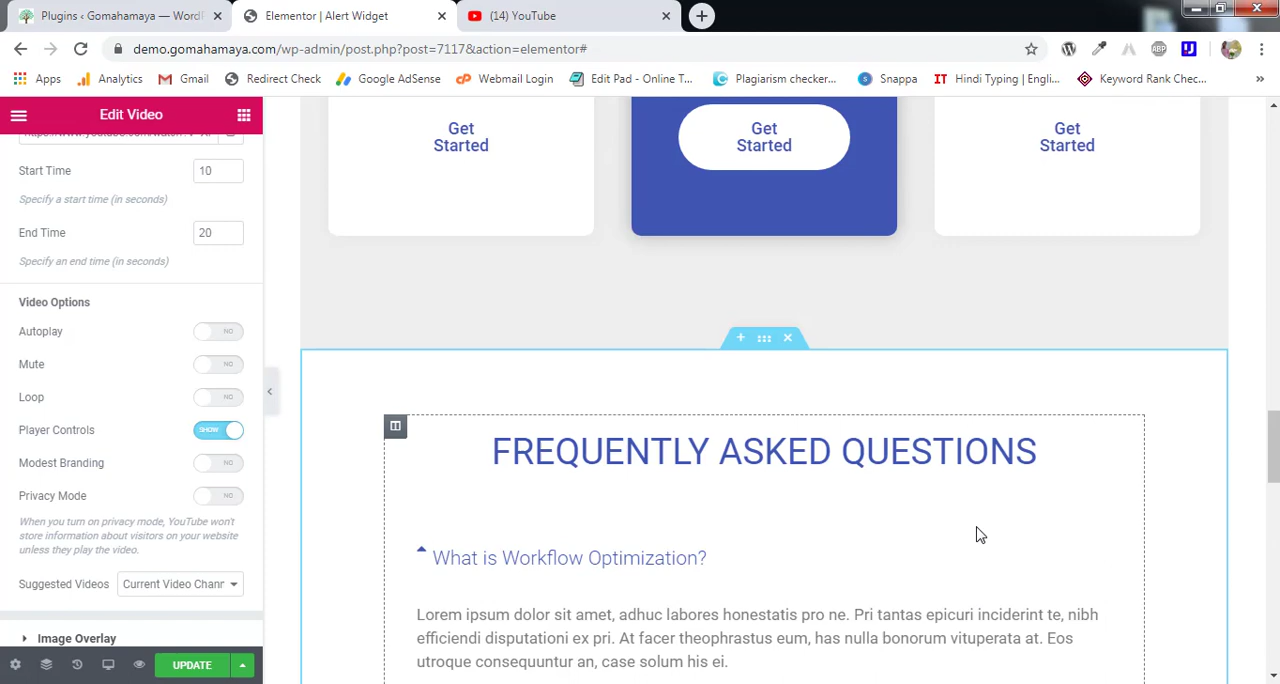 Plugins ‹ Gomahamaya — Word
Elementor | Alert Widget
(14) YouTube
demo.gomahamaya.com/wp-admin/post.php?post=7117&action=elementor#
Apps
Analytics
Gmail
Redirect Check
Google AdSense
Webmail Login
Edit Pad - Online T...
Plagiarism checker...
Snappa
Hindi Typing | Engli...
Keyword Rank Chec...
»
Edit Video
Start Time
10
Specify a start time (in seconds)
End Time
20
Specify an end time (in seconds)
Video Options
Autoplay
NO
Mute
NO
Loop
NO
Player Controls
SHOW
Modest Branding
NO
Privacy Mode
NO
When you turn on privacy mode, YouTube won't
store information about visitors on your website
unless they play the video.
Suggested Videos
Current Video Chann
Image Overlay
UPDATE
Get
Started
Get
Started
Get
Started
FREQUENTLY ASKED QUESTIONS
What is Workflow Optimization?
Lorem ipsum dolor sit amet, adhuc labores honestatis pro ne. Pri tantas epicuri inciderint te, nibh
efficiendi disputationi ex pri. At facer theophrastus eum, has nulla bonorum vituperata at. Eos
utroque consequuntur an, case solum his ei.